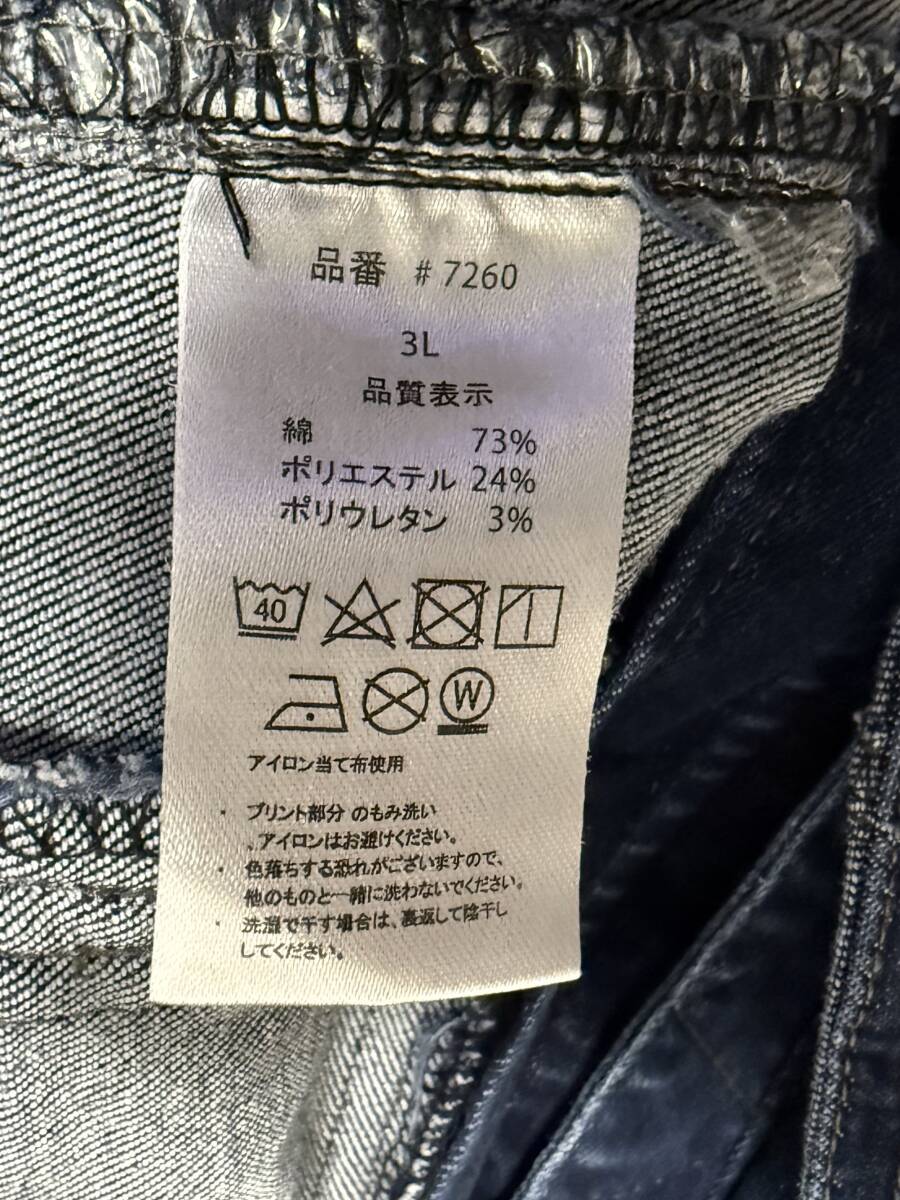 品番 #7260
3L
品質表示
綿 73%
ポリエステル 24%
ポリウレタン 3%
40
W
アイロン当て布使用
・ プリント部分 のもみ洗い
、アイロンはお避けください。
・ 色落ちする恐れがございますので、
他のものと一緒に洗わないでください。
・ 洗濯で干す場合は、裏返して陰干し
してください。